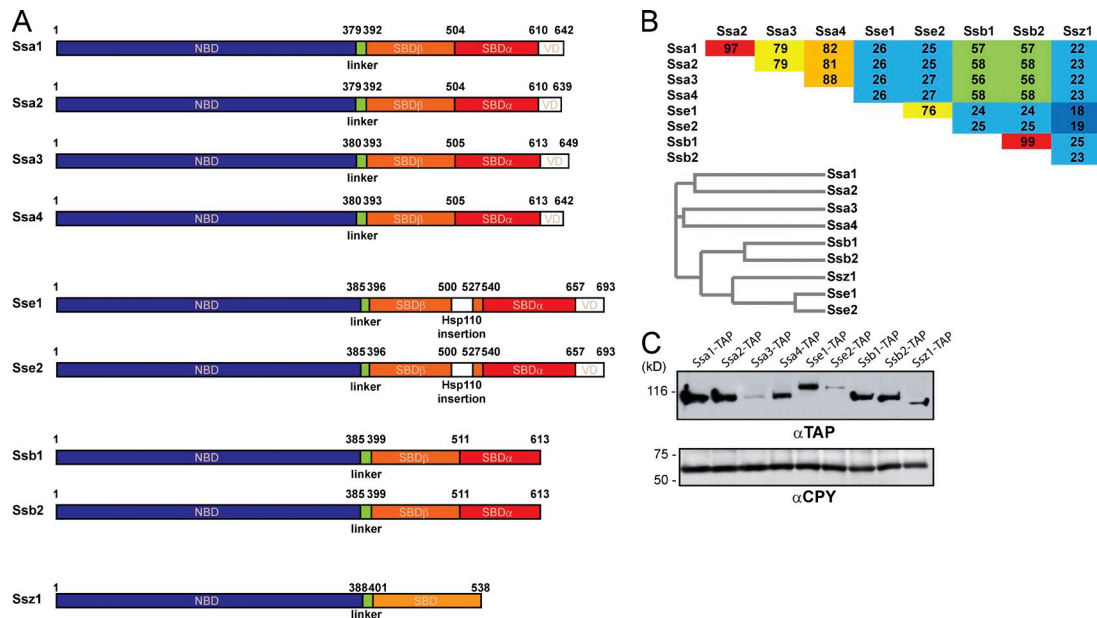 A
1 379 392 504 610 642
Ssa1 NBD SBDβ SBDα VD
linker
1 379 392 504 610 639
Ssa2 NBD SBDβ SBDα VD
linker
1 380 393 505 613 649
Ssa3 NBD SBDβ SBDα VD
linker
1 380 393 505 613 642
Ssa4 NBD SBDβ SBDα VD
linker
1 385 396 500 527 540 657 693
Sse1 NBD SBDβ SBDα VD
linker Hsp110
insertion
1 385 396 500 527 540 657 693
Sse2 NBD SBDβ SBDα VD
linker Hsp110
insertion
1 385 399 511 613
Ssb1 NBD SBDβ SBDα
linker
1 385 399 511 613
Ssb2 NBD SBDβ SBDα
linker
1 388 401 538
Ssz1 NBD SBD
linker
B
Ssa2 Ssa3 Ssa4 Sse1 Sse2 Ssb1 Ssb2 Ssz1
Ssa1 97 79 82 26 25 57 57 22
Ssa2 79 81 26 25 58 58 23
Ssa3 88 26 27 56 56 22
Ssa4 26 27 58 58 23
Sse1 76 24 24 18
Sse2 25 25 19
Ssb1 99 25
Ssb2 23
Ssa1
Ssa2
Ssa3
Ssa4
Ssb1
Ssb2
Ssz1
Sse1
Sse2
C
Ssa1-TAP Ssa2-TAP Ssa3-TAP Ssa4-TAP Sse1-TAP Sse2-TAP Ssb1-TAP Ssb2-TAP Ssz1-TAP
(kD)
116 -
αTAP
75 -
50 -
αCPY